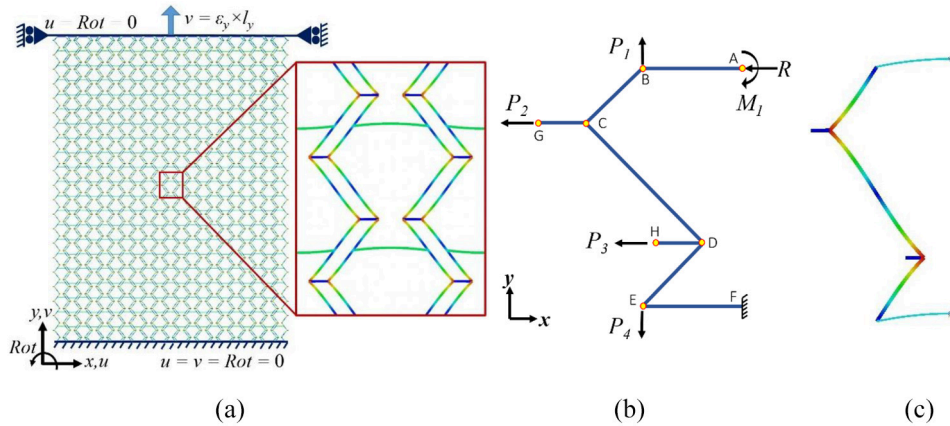 u = Rot = 0
v = εy × ly
y,v
Rot
x,u
u = v = Rot = 0
y
x
P1
B
A
R
M1
P2
G
C
P3
H
D
E
F
P4
(a)
(b)
(c)